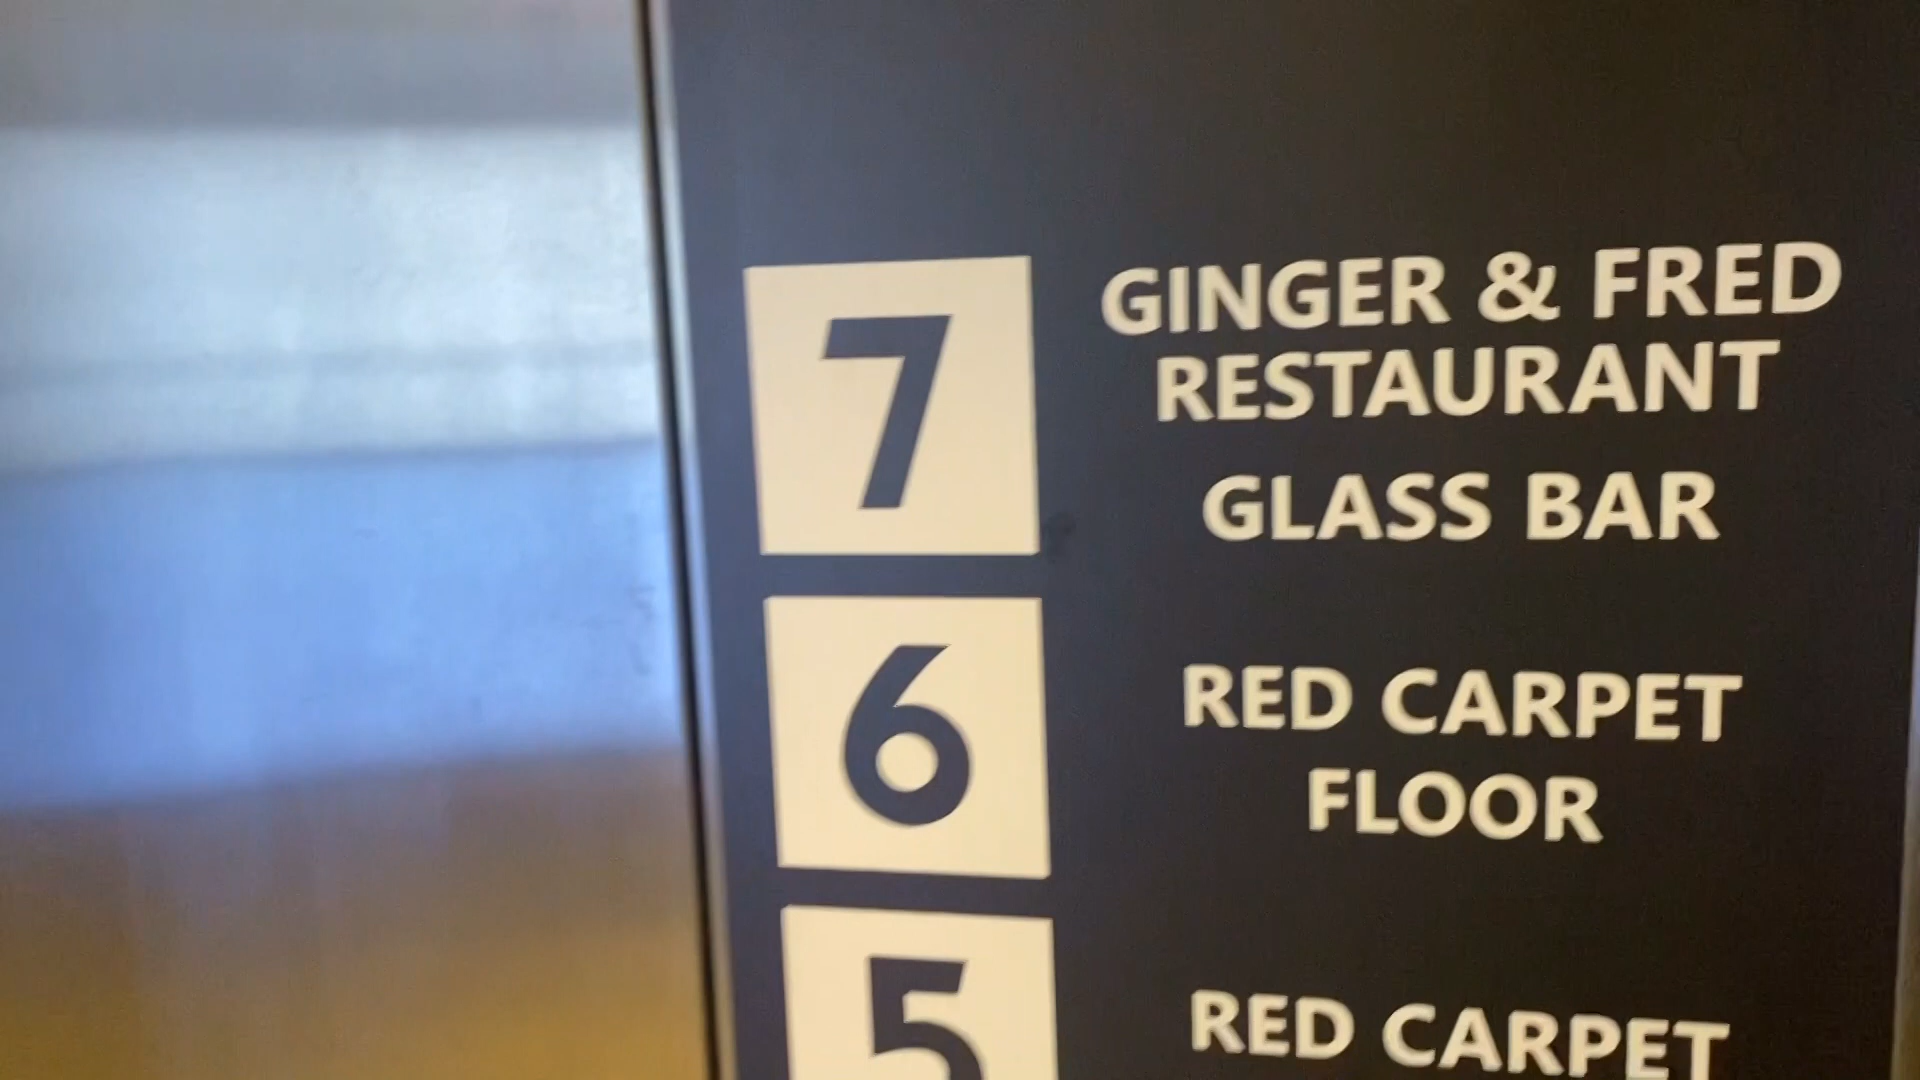 7
GINGER & FRED
RESTAURANT
GLASS BAR
6
RED CARPET
FLOOR
5
RED CARPET